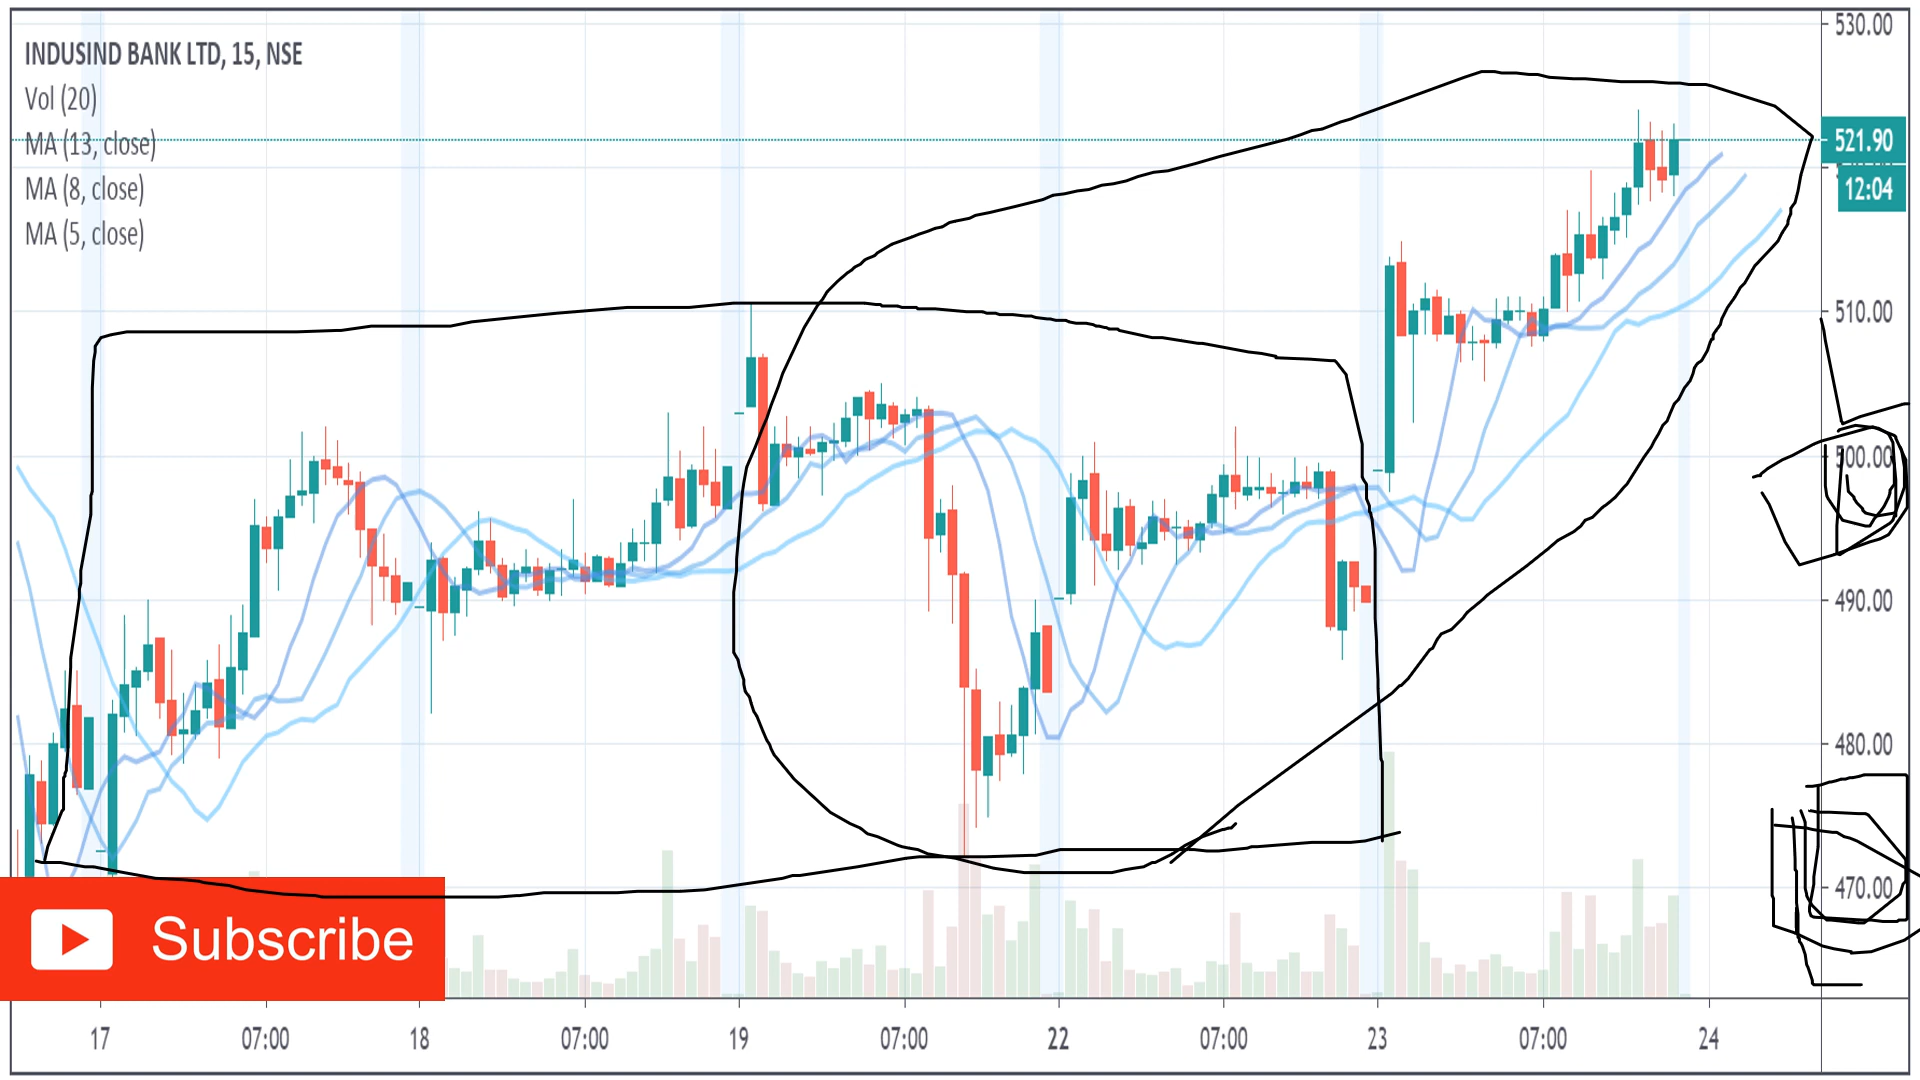 INDUSIND BANK LTD, 15, NSE
Vol (20)
MA (13, close)
MA (8, close)
MA (5, close)
530.00
521.90
12:04
510.00
500.00
490.00
480.00
470.00
Subscribe
17 07:00 18 07:00 19 07:00 22 07:00 23 07:00 24